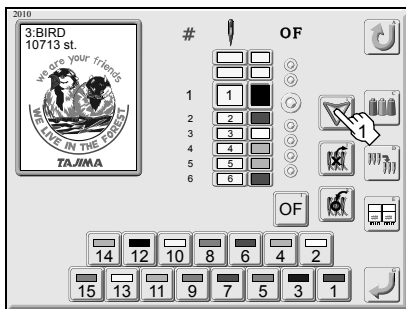 2010
3:BIRD
10713 st.
we are your friends
WE LIVE IN THE FOREST
TAJIMA
# OF
1 1
2 2
3 3
4 4
5 5
6 6
1
OF
14 12 10 8 6 4 2
15 13 11 9 7 5 3 1